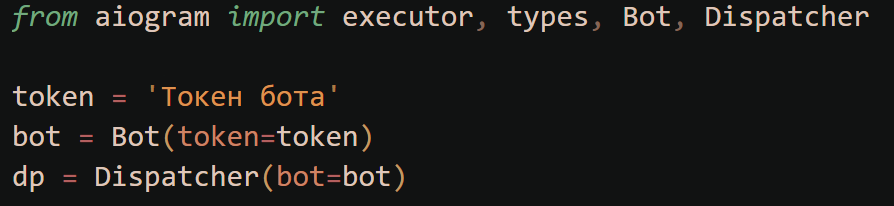 from aiogram import executor, types, Bot, Dispatcher
token = 'Токен бота'
bot = Bot(token=token)
dp = Dispatcher(bot=bot)